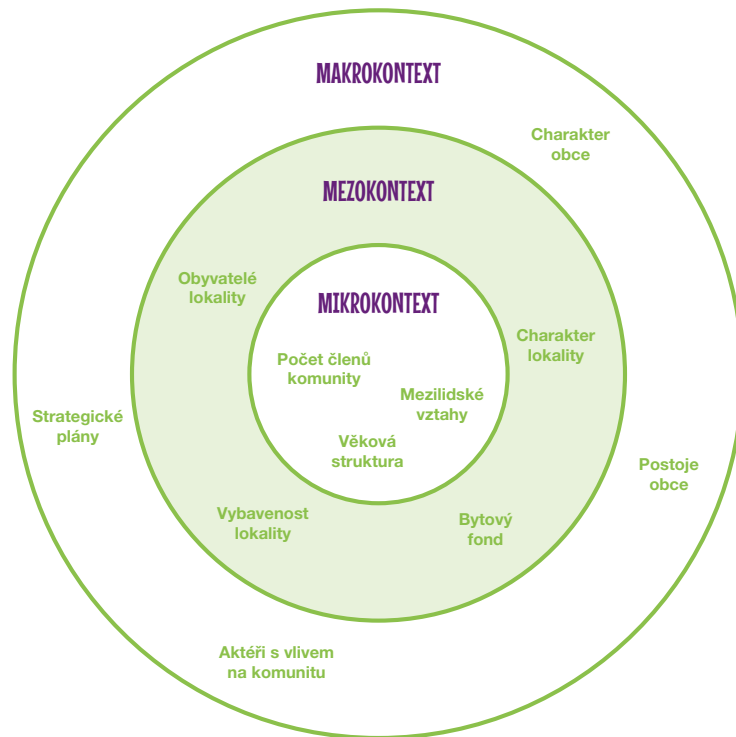 MAKROKONTEXT
Charakter
obce
MEZOKONTEXT
Obyvatelé
lokality
MIKROKONTEXT
Charakter
lokality
Počet členů
komunity
Mezilidské
vztahy
Strategické
plány
Věková
struktura
Postoje
obce
Vybavenost
lokality
Bytový
fond
Aktéři s vlivem
na komunitu